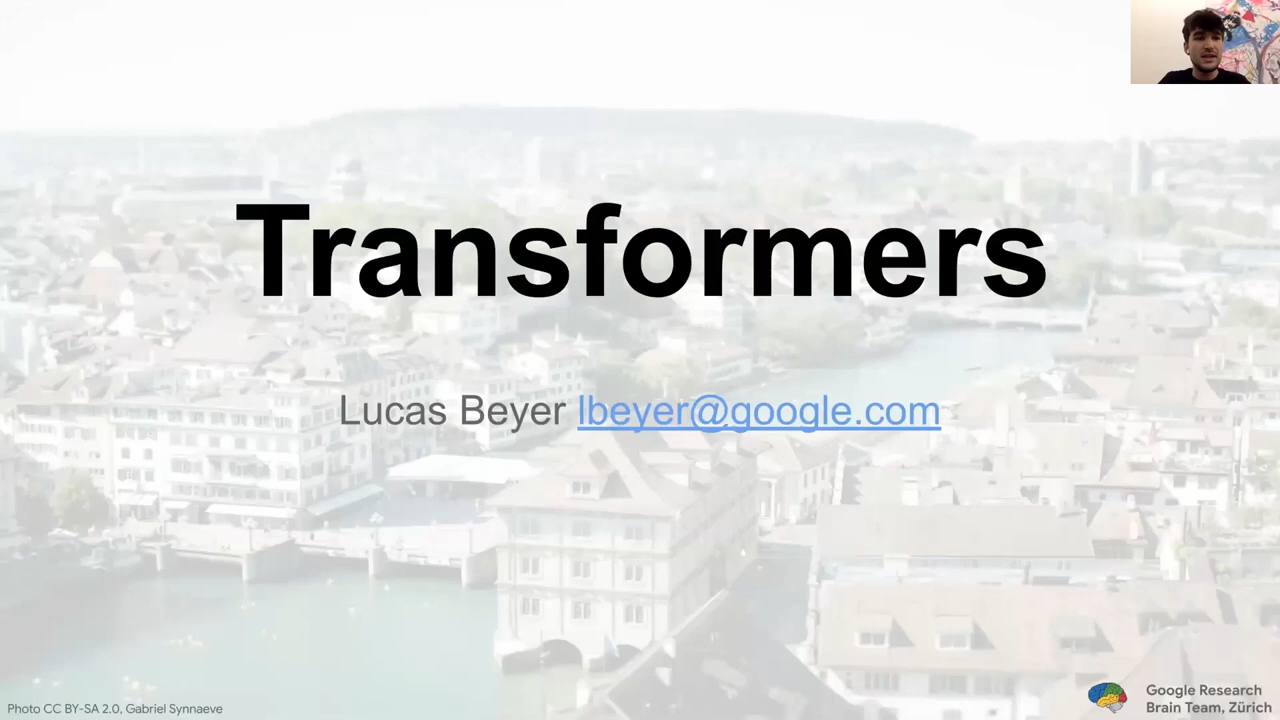 Transformers
Lucas Beyer lbeyer@google.com
Photo CC BY-SA 2.0, Gabriel Synnaeve
Google Research
Brain Team, Zürich